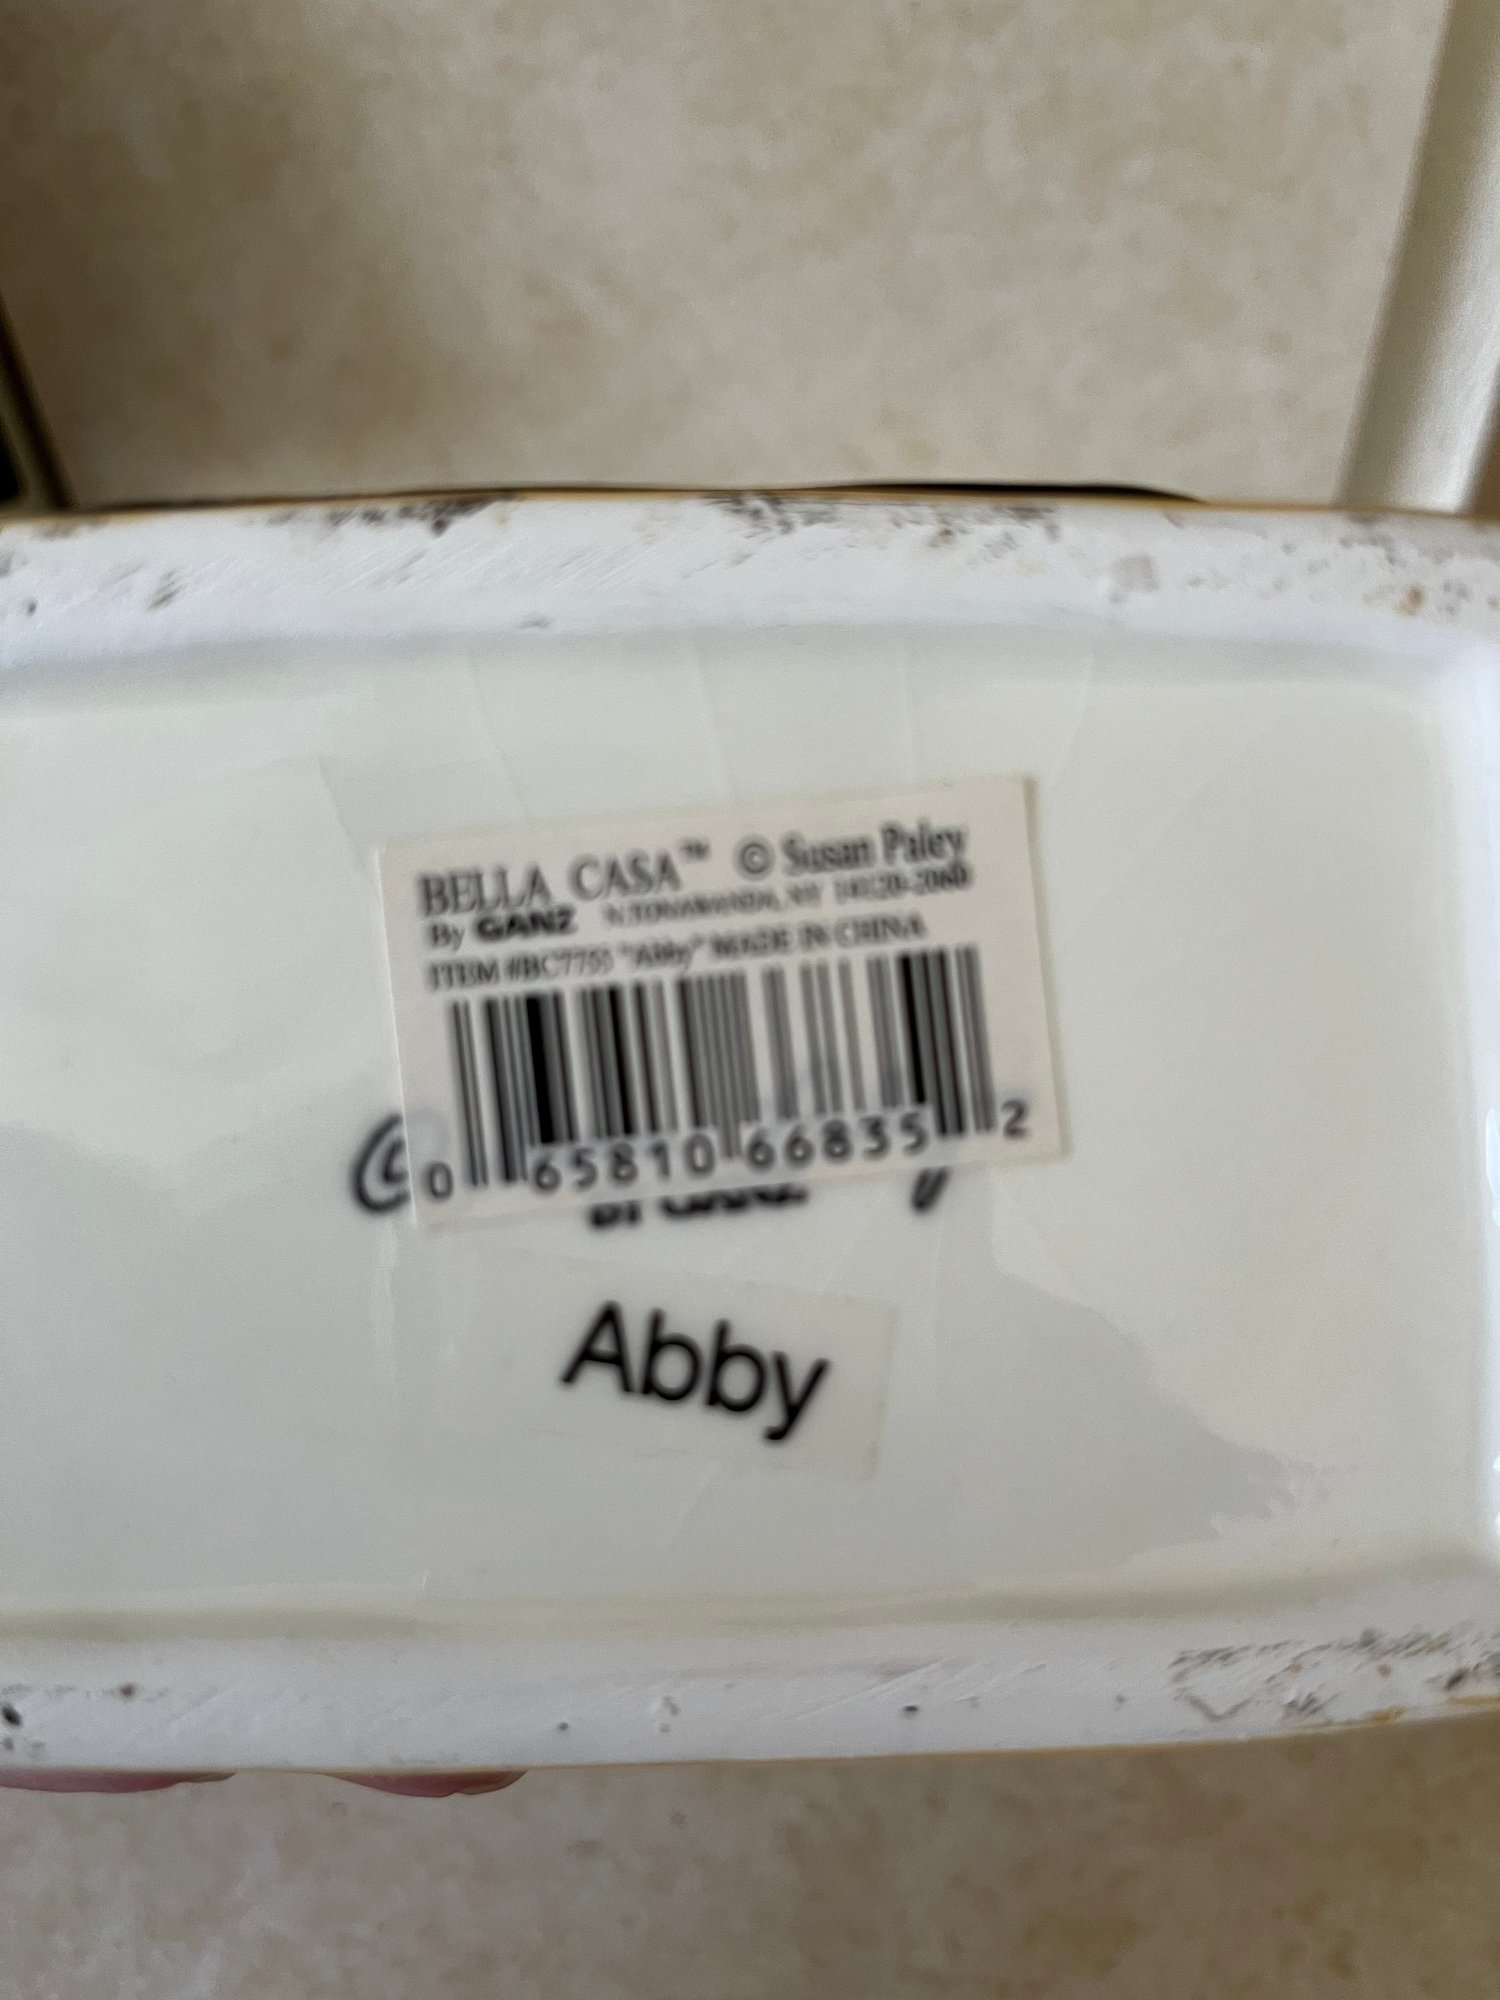 BELLA CASA™ © Susan Paley
By GANZ N.TONAWANDA, NY 14120-2060
ITEM #BC7755 "Abby" MADE IN CHINA
0 65810 66835 2
©
Abby